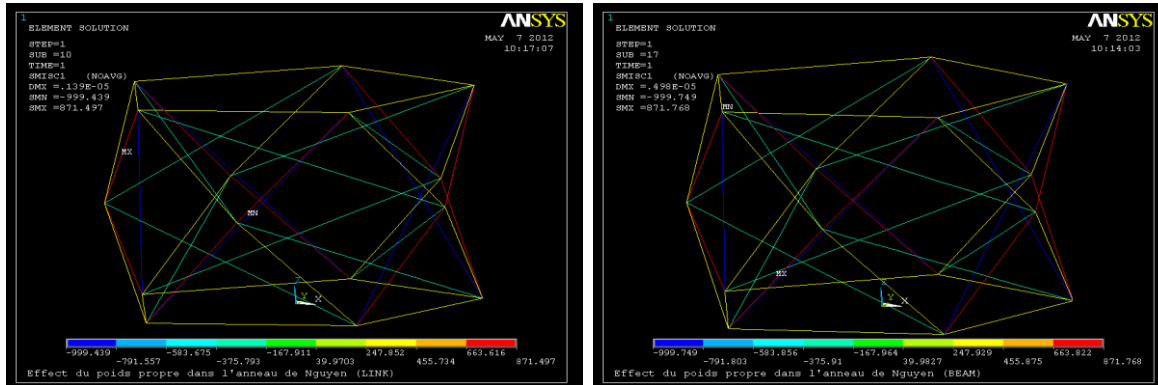 1
ANSYS
ELEMENT SOLUTION
MAY 7 2012
10:17:07
STEP=1
SUB =10
TIME=1
SMISC1 (NOAVG)
DMX =.139E-05
SMN =-999.439
SMX =871.497
MX
MN
Z
Y
X
-999.439
-791.557
-583.675
-375.793
-167.911
39.9703
247.852
455.734
663.616
871.497
Effect du poids propre dans l'anneau de Nguyen (LINK)
1
ANSYS
ELEMENT SOLUTION
MAY 7 2012
10:14:03
STEP=1
SUB =17
TIME=1
SMISC1 (NOAVG)
DMX =.498E-05
SMN =-999.749
SMX =871.768
MN
MX
Z
Y
X
-999.749
-791.803
-583.856
-375.91
-167.964
39.9827
247.929
455.875
663.822
871.768
Effect du poids propre dans l'anneau de Nguyen (BEAM)